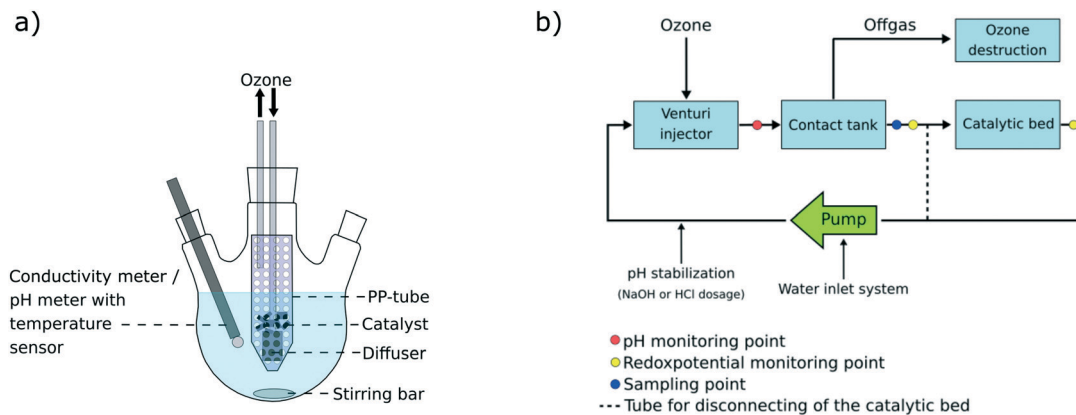 a)
Ozone
Conductivity meter /
pH meter with
temperature
sensor
PP-tube
Catalyst
Diffuser
Stirring bar
b)
Ozone
Offgas
Ozone
destruction
Venturi
injector
Contact tank
Catalytic bed
Pump
pH stabilization
(NaOH or HCl dosage)
Water inlet system
pH monitoring point
Redoxpotential monitoring point
Sampling point
Tube for disconnecting of the catalytic bed